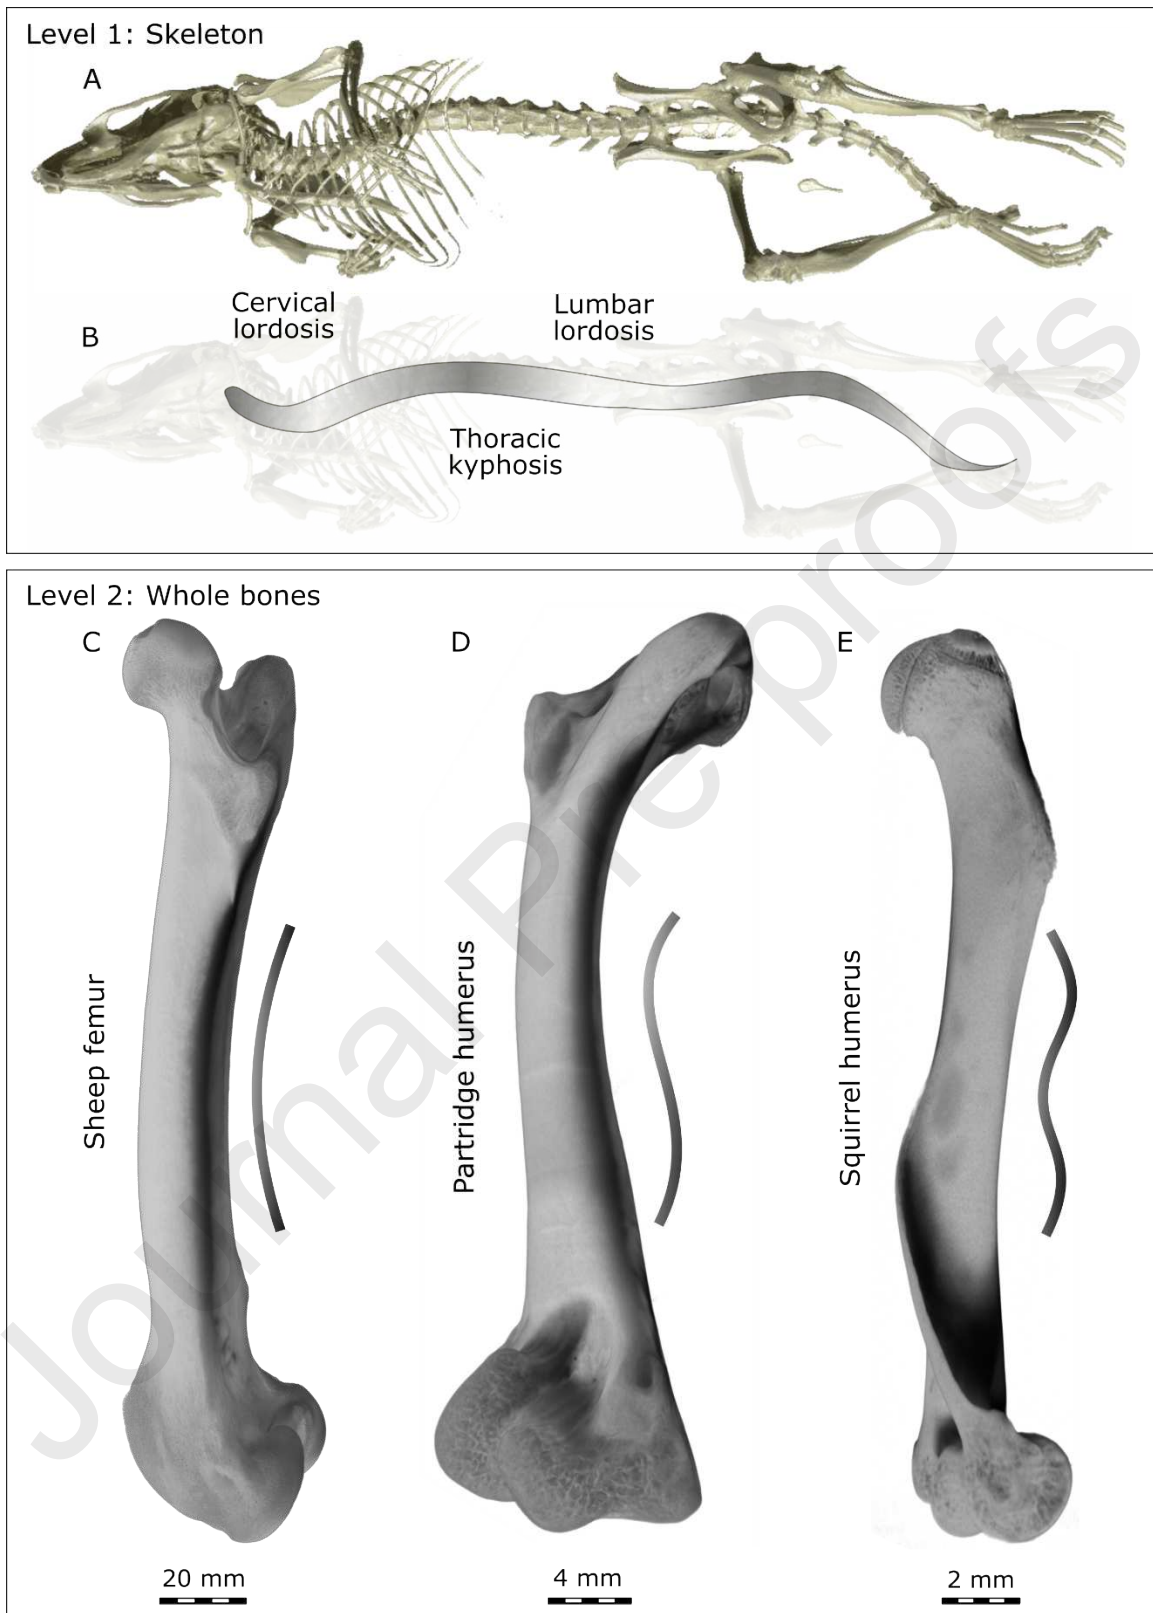 Level 1: Skeleton
A
B
Cervical
lordosis
Lumbar
lordosis
Thoracic
kyphosis
Level 2: Whole bones
C
D
E
Sheep femur
Partridge humerus
Squirrel humerus
20 mm
4 mm
2 mm
Journal Pre-proofs